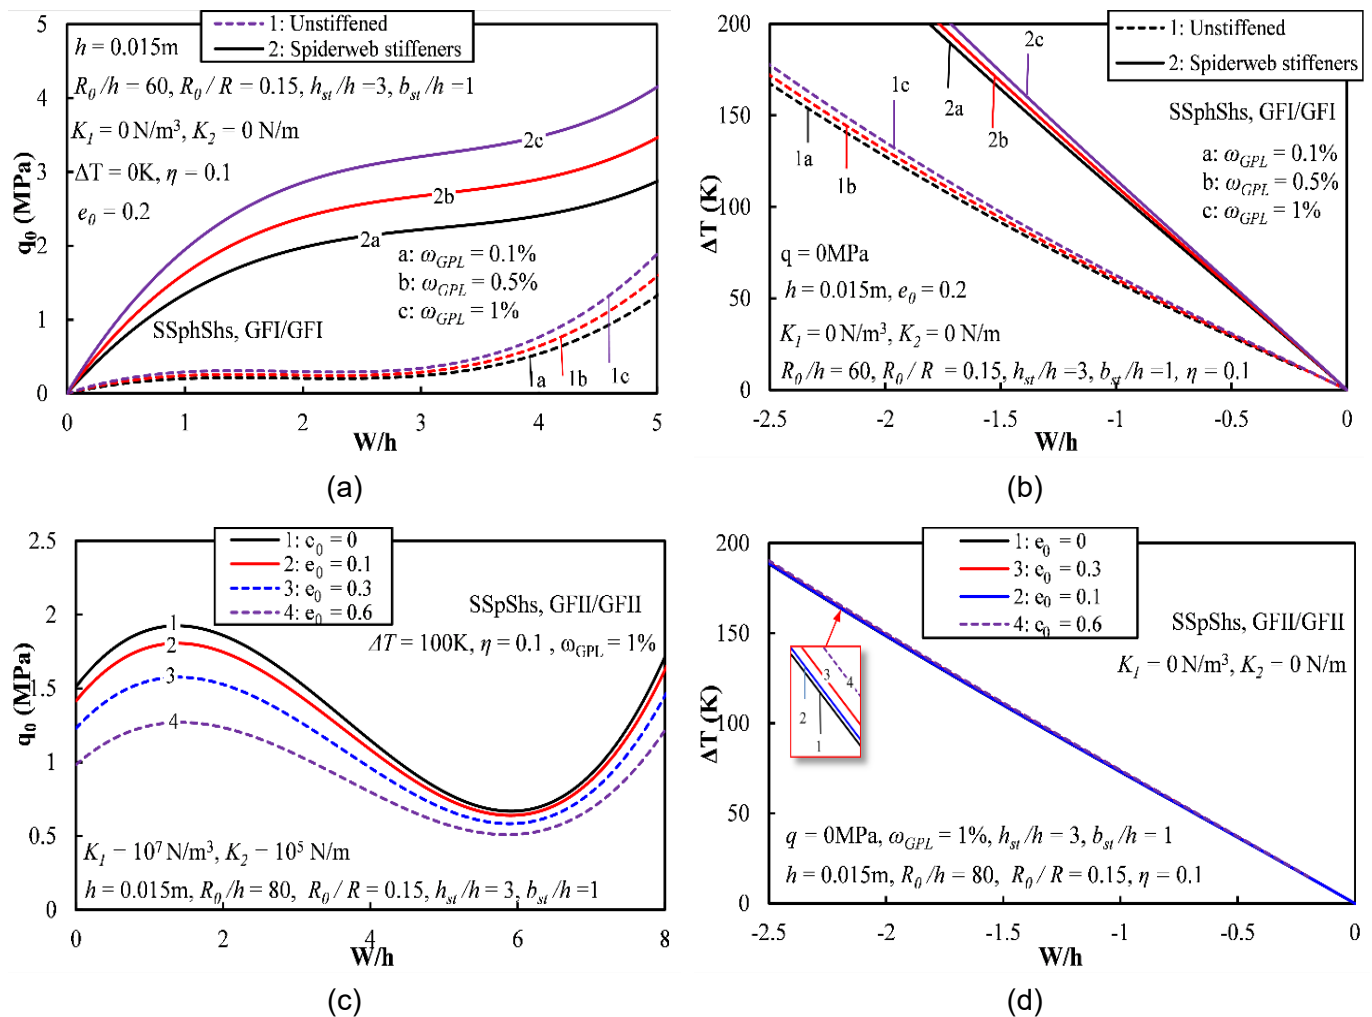 5
4
3
2
1
0
q₀ (MPa)
1: Unstiffened
2: Spiderweb stiffeners
h = 0.015m
R₀/h = 60, R₀/ R = 0.15, hₛₜ/h =3, bₛₜ/h =1
K₁ = 0 N/m³, K₂ = 0 N/m
ΔT = 0K, η = 0.1
e₀ = 0.2
2c
2b
2a
a: ω_GPL = 0.1%
b: ω_GPL = 0.5%
c: ω_GPL = 1%
SSphShs, GFI/GFI
1a
1b
1c
0 1 2 3 4 5
W/h
(a)
200
150
100
50
0
ΔT (K)
1: Unstiffened
2: Spiderweb stiffeners
2c
2a
2b
1c
1a
1b
SSphShs, GFI/GFI
a: ω_GPL = 0.1%
b: ω_GPL = 0.5%
c: ω_GPL = 1%
q = 0MPa
h = 0.015m, e₀ = 0.2
K₁ = 0 N/m³, K₂ = 0 N/m
R₀/h = 60, R₀/ R = 0.15, hₛₜ/h =3, bₛₜ/h =1, η = 0.1
-2.5 -2 -1.5 -1 -0.5 0
W/h
(b)
2.5
2
1.5
1
0.5
0
q₀ (MPa)
1: c₀ = 0
2: e₀ = 0.1
3: e₀ = 0.3
4: e₀ = 0.6
SSpShs, GFII/GFII
ΔT = 100K, η = 0.1 , ω_GPL = 1%
1
2
3
4
K₁ = 10⁷ N/m³, K₂ = 10⁵ N/m
h = 0.015m, R₀/h = 80, R₀/ R = 0.15, hₛₜ/h = 3, bₛₜ/h =1
0 2 4 6 8
W/h
(c)
200
150
100
50
0
ΔT (K)
1: e₀ = 0
3: e₀ = 0.3
2: e₀ = 0.1
4: c₀ = 0.6
SSpShs, GFII/GFII
K₁ = 0 N/m³, K₂ = 0 N/m
3
4
2
1
q = 0MPa, ω_GPL = 1%, hₛₜ/h = 3, bₛₜ/h = 1
h = 0.015m, R₀/h = 80, R₀/ R = 0.15, η = 0.1
-2.5 -2 -1.5 -1 -0.5 0
W/h
(d)